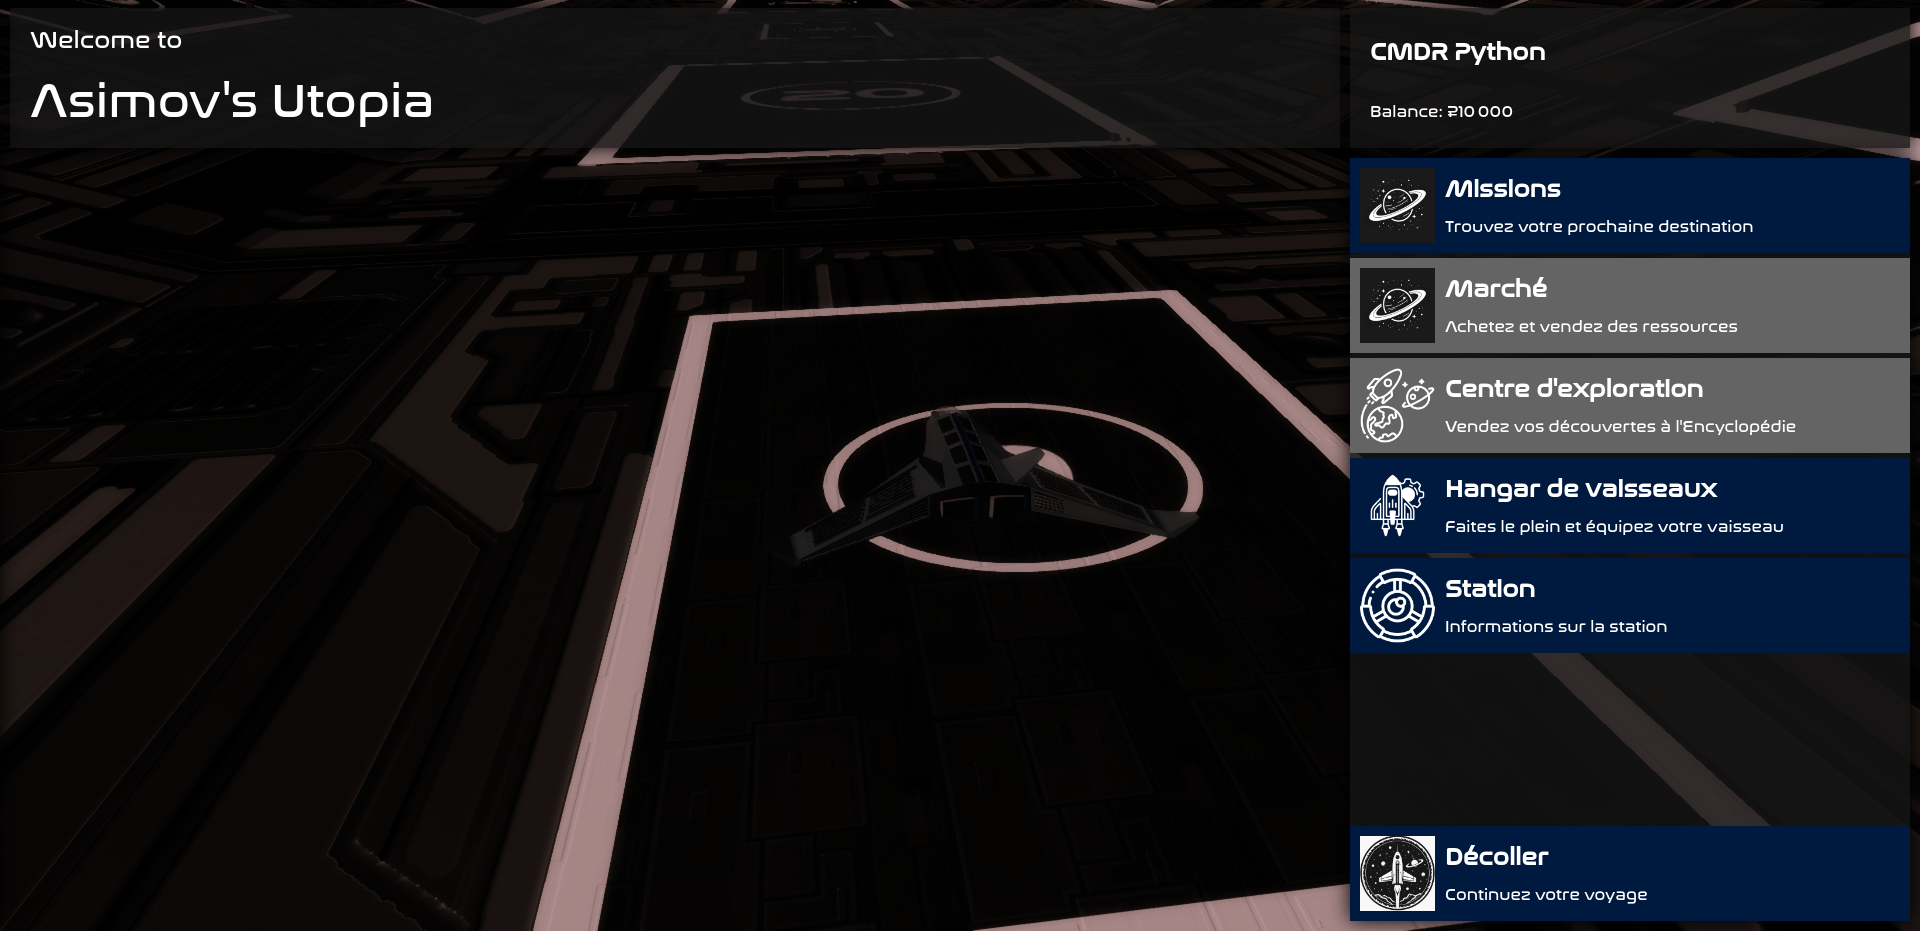 Welcome to
Asimov's Utopia
CMDR Python
Balance: ₽10 000
20
Missions
Trouvez votre prochaine destination
Marché
Achetez et vendez des ressources
Centre d'exploration
Vendez vos découvertes à l'Encyclopédie
Hangar de vaisseaux
Faites le plein et équipez votre vaisseau
Station
Informations sur la station
Décoller
Continuez votre voyage